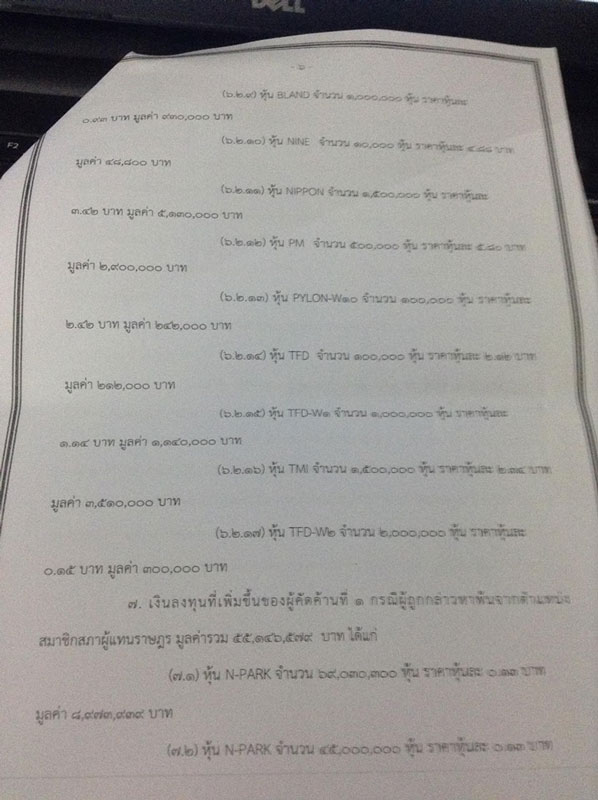 DELL
F2
- ๖ -
(๖.๒.๙) หุ้น BLAND จำนวน ๑,๐๐๐,๐๐๐ หุ้น ราคาหุ้นละ
๐.๙๓ บาท มูลค่า ๙๓๐,๐๐๐ บาท
(๖.๒.๑๐) หุ้น NINE จำนวน ๑๐,๐๐๐ หุ้น ราคาหุ้นละ ๔.๘๘ บาท
มูลค่า ๔๘,๘๐๐ บาท
(๖.๒.๑๑) หุ้น NIPPON จำนวน ๑,๕๐๐,๐๐๐ หุ้น ราคาหุ้นละ
๓.๔๒ บาท มูลค่า ๕,๑๓๐,๐๐๐ บาท
(๖.๒.๑๒) หุ้น PM จำนวน ๕๐๐,๐๐๐ หุ้น ราคาหุ้นละ ๕.๘๐ บาท
มูลค่า ๒,๙๐๐,๐๐๐ บาท
(๖.๒.๑๓) หุ้น PYLON-W๑๐ จำนวน ๑๐๐,๐๐๐ หุ้น ราคาหุ้นละ
๒.๔๒ บาท มูลค่า ๒๔๒,๐๐๐ บาท
(๖.๒.๑๔) หุ้น TFD จำนวน ๑๐๐,๐๐๐ หุ้น ราคาหุ้นละ ๒.๑๒ บาท
มูลค่า ๒๑๒,๐๐๐ บาท
(๖.๒.๑๕) หุ้น TFD-W๑ จำนวน ๑,๐๐๐,๐๐๐ หุ้น ราคาหุ้นละ
๑.๑๔ บาท มูลค่า ๑,๑๔๐,๐๐๐ บาท
(๖.๒.๑๖) หุ้น TMI จำนวน ๑,๕๐๐,๐๐๐ หุ้น ราคาหุ้นละ ๒.๓๔ บาท
มูลค่า ๓,๕๑๐,๐๐๐ บาท
(๖.๒.๑๗) หุ้น TFD-W๒ จำนวน ๒,๐๐๐,๐๐๐ หุ้น ราคาหุ้นละ
๐.๑๕ บาท มูลค่า ๓๐๐,๐๐๐ บาท
๗. เงินลงทุนที่เพิ่มขึ้นของผู้คัดค้านที่ ๑ กรณีผู้ถูกกล่าวหาพ้นจากตำแหน่ง
สมาชิกสภาผู้แทนราษฎร มูลค่ารวม ๕๕,๑๔๖,๕๗๙ บาท ได้แก่
(๗.๑) หุ้น N-PARK จำนวน ๖๙,๐๓๐,๓๐๐ หุ้น ราคาหุ้นละ ๐.๑๓ บาท
มูลค่า ๘,๙๗๓,๙๓๙ บาท
(๗.๒) หุ้น N-PARK จำนวน ๔๕,๐๐๐,๐๐๐ หุ้น ราคาหุ้นละ ๐.๑๓ บาท